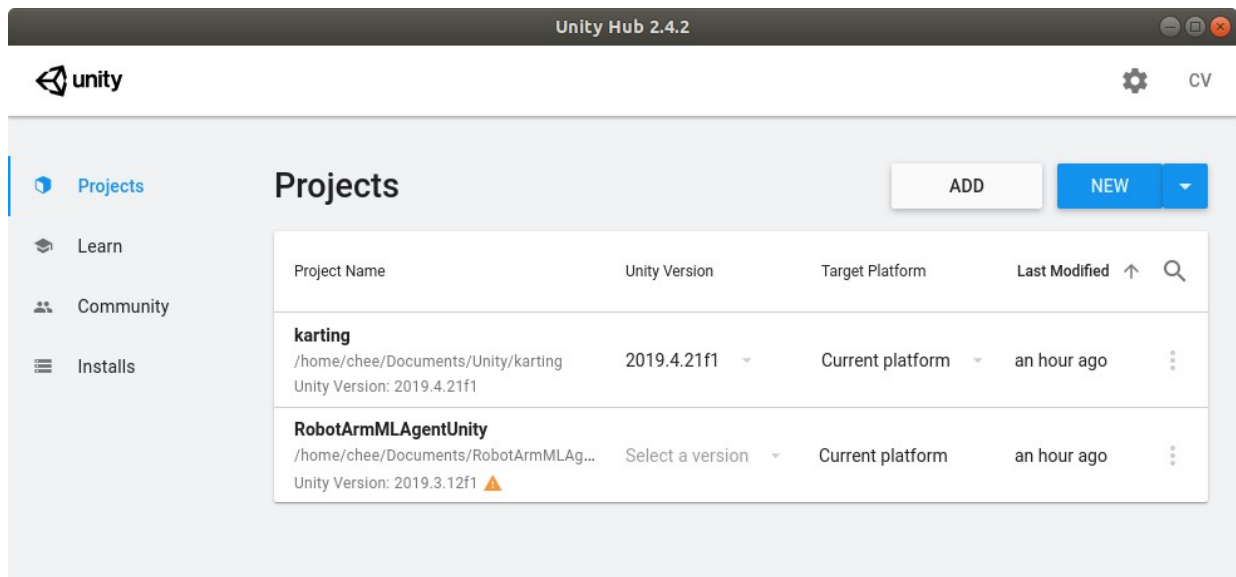 Unity Hub 2.4.2
unity
CV
Projects
Learn
Community
Installs
Projects
ADD
NEW
Project Name Unity Version Target Platform Last Modified
karting
/home/chee/Documents/Unity/karting
Unity Version: 2019.4.21f1
2019.4.21f1 Current platform an hour ago
RobotArmMLAgentUnity
/home/chee/Documents/RobotArmMLAg...
Unity Version: 2019.3.12f1
Select a version Current platform an hour ago